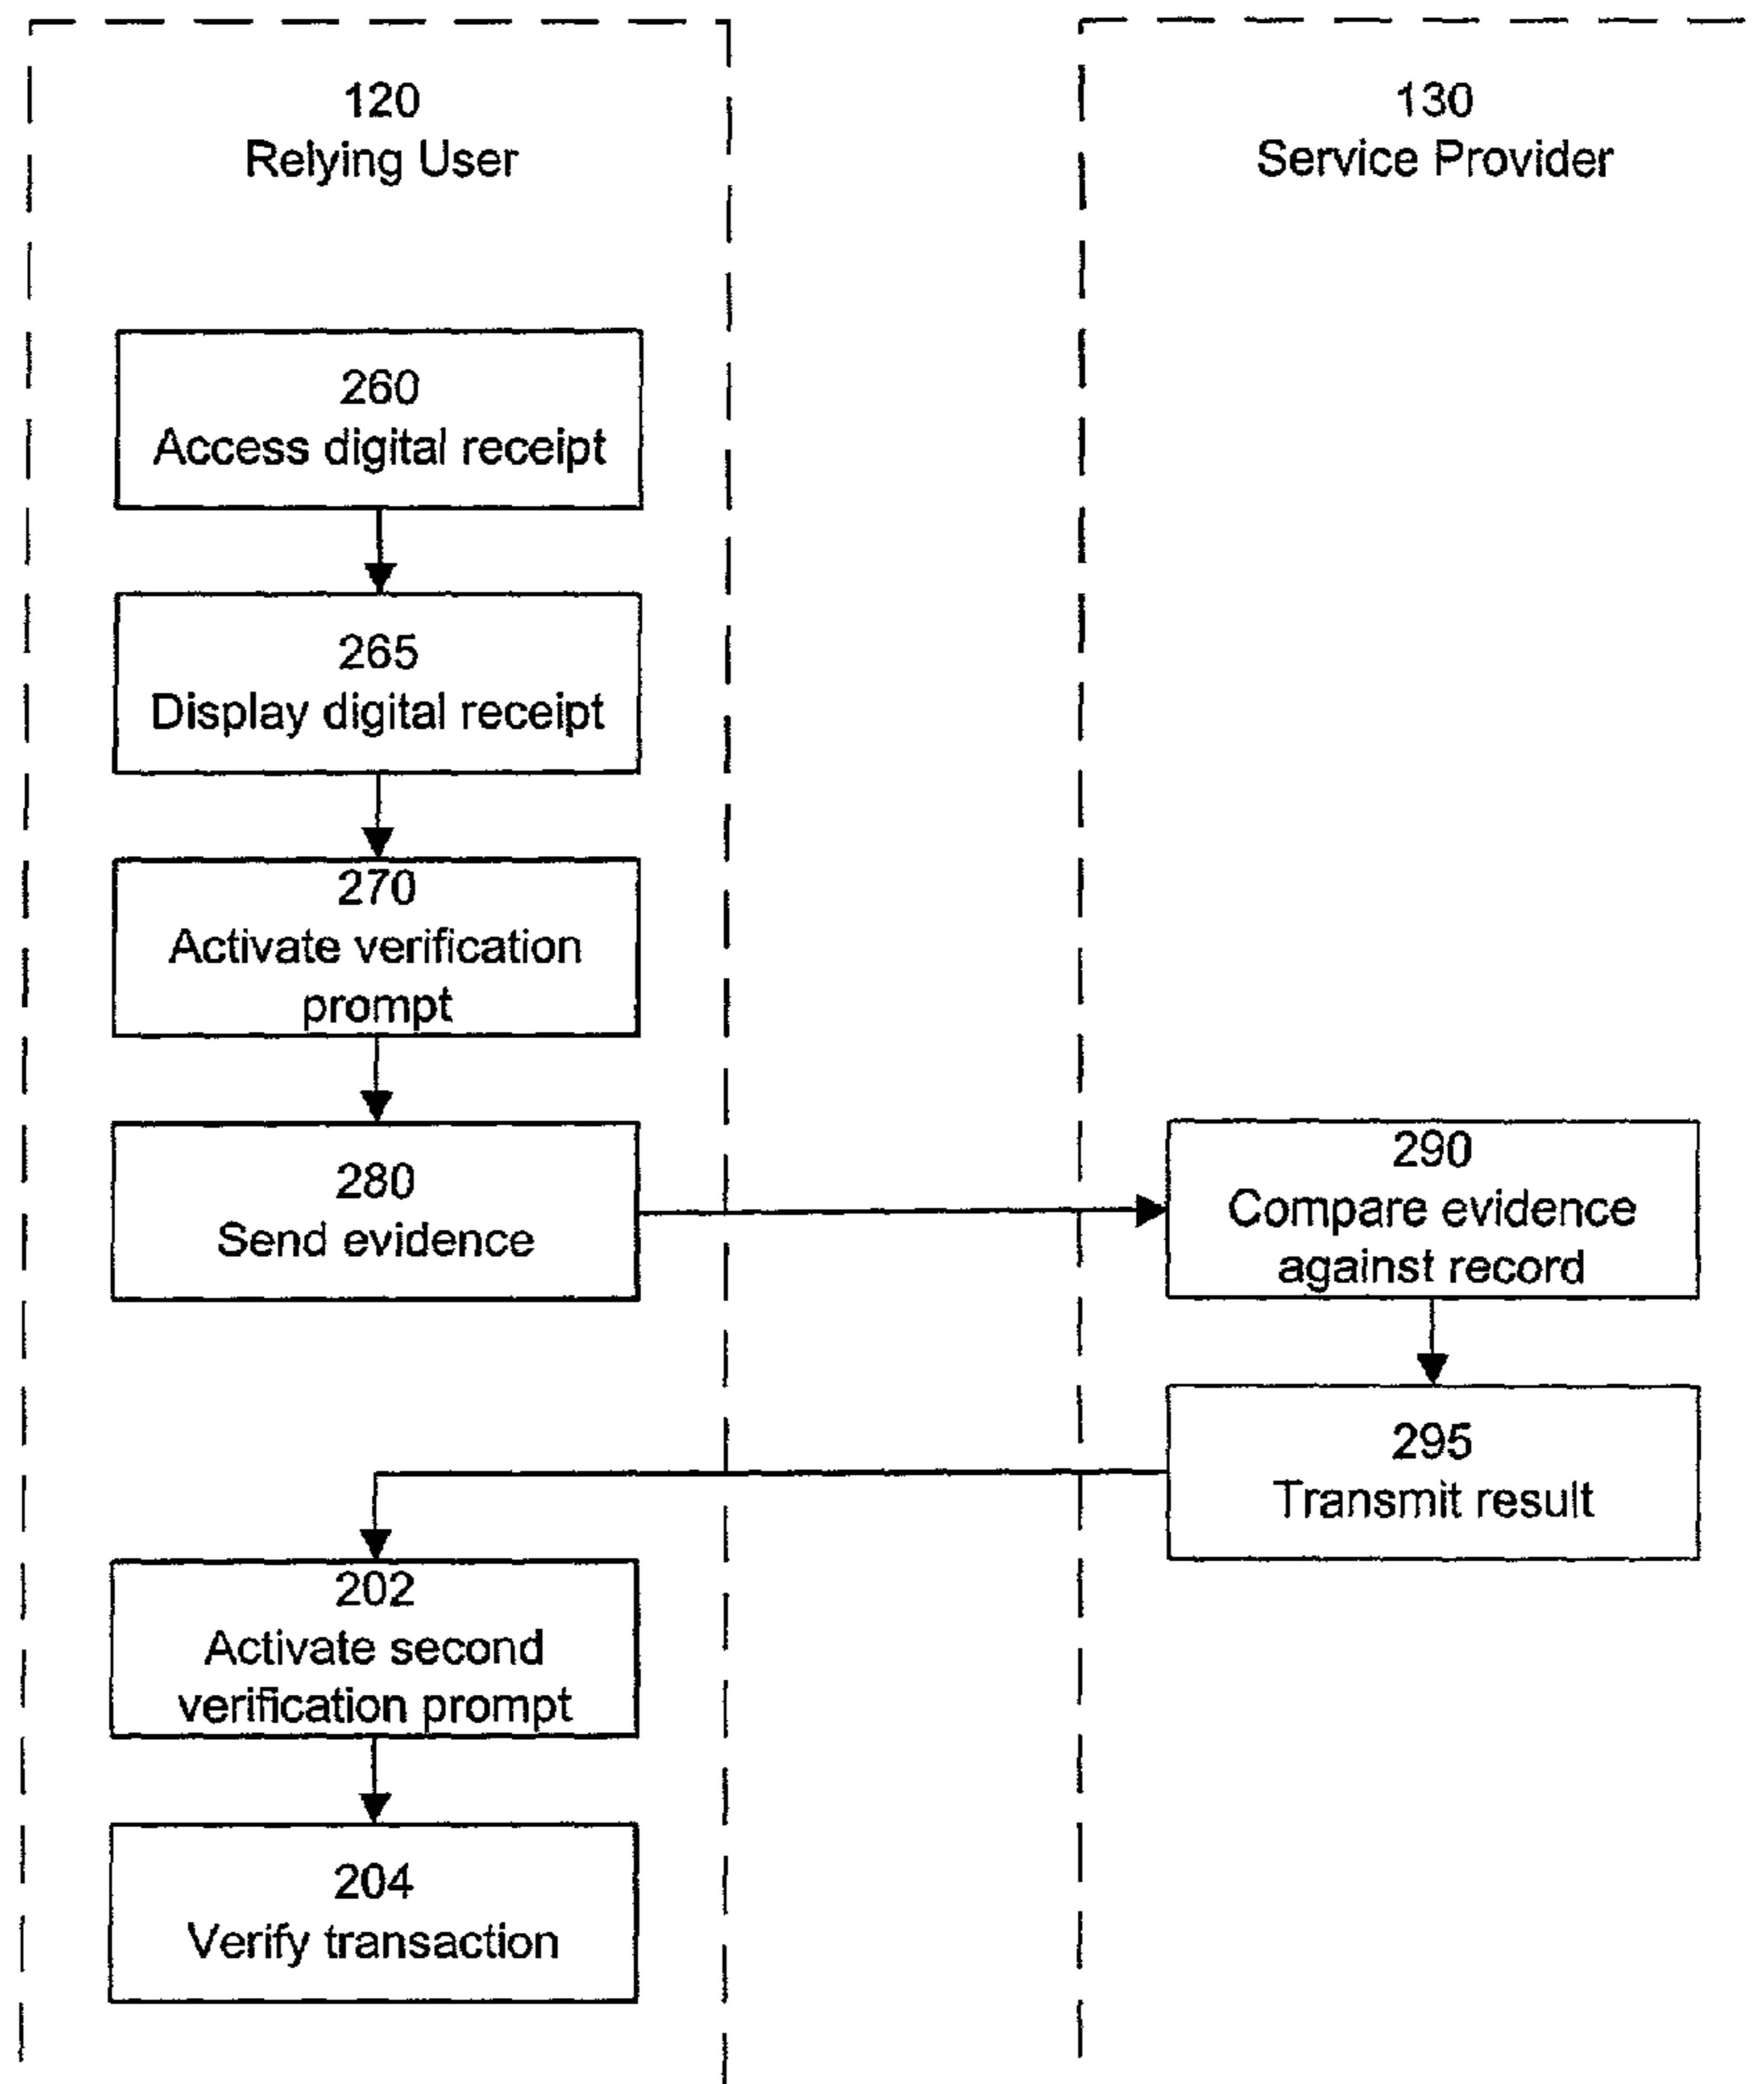 120
Relying User
130
Service Provider
260
Access digital receipt
265
Display digital receipt
270
Activate verification
prompt
280
Send evidence
290
Compare evidence
against record
295
Transmit result
202
Activate second
verification prompt
204
Verify transaction